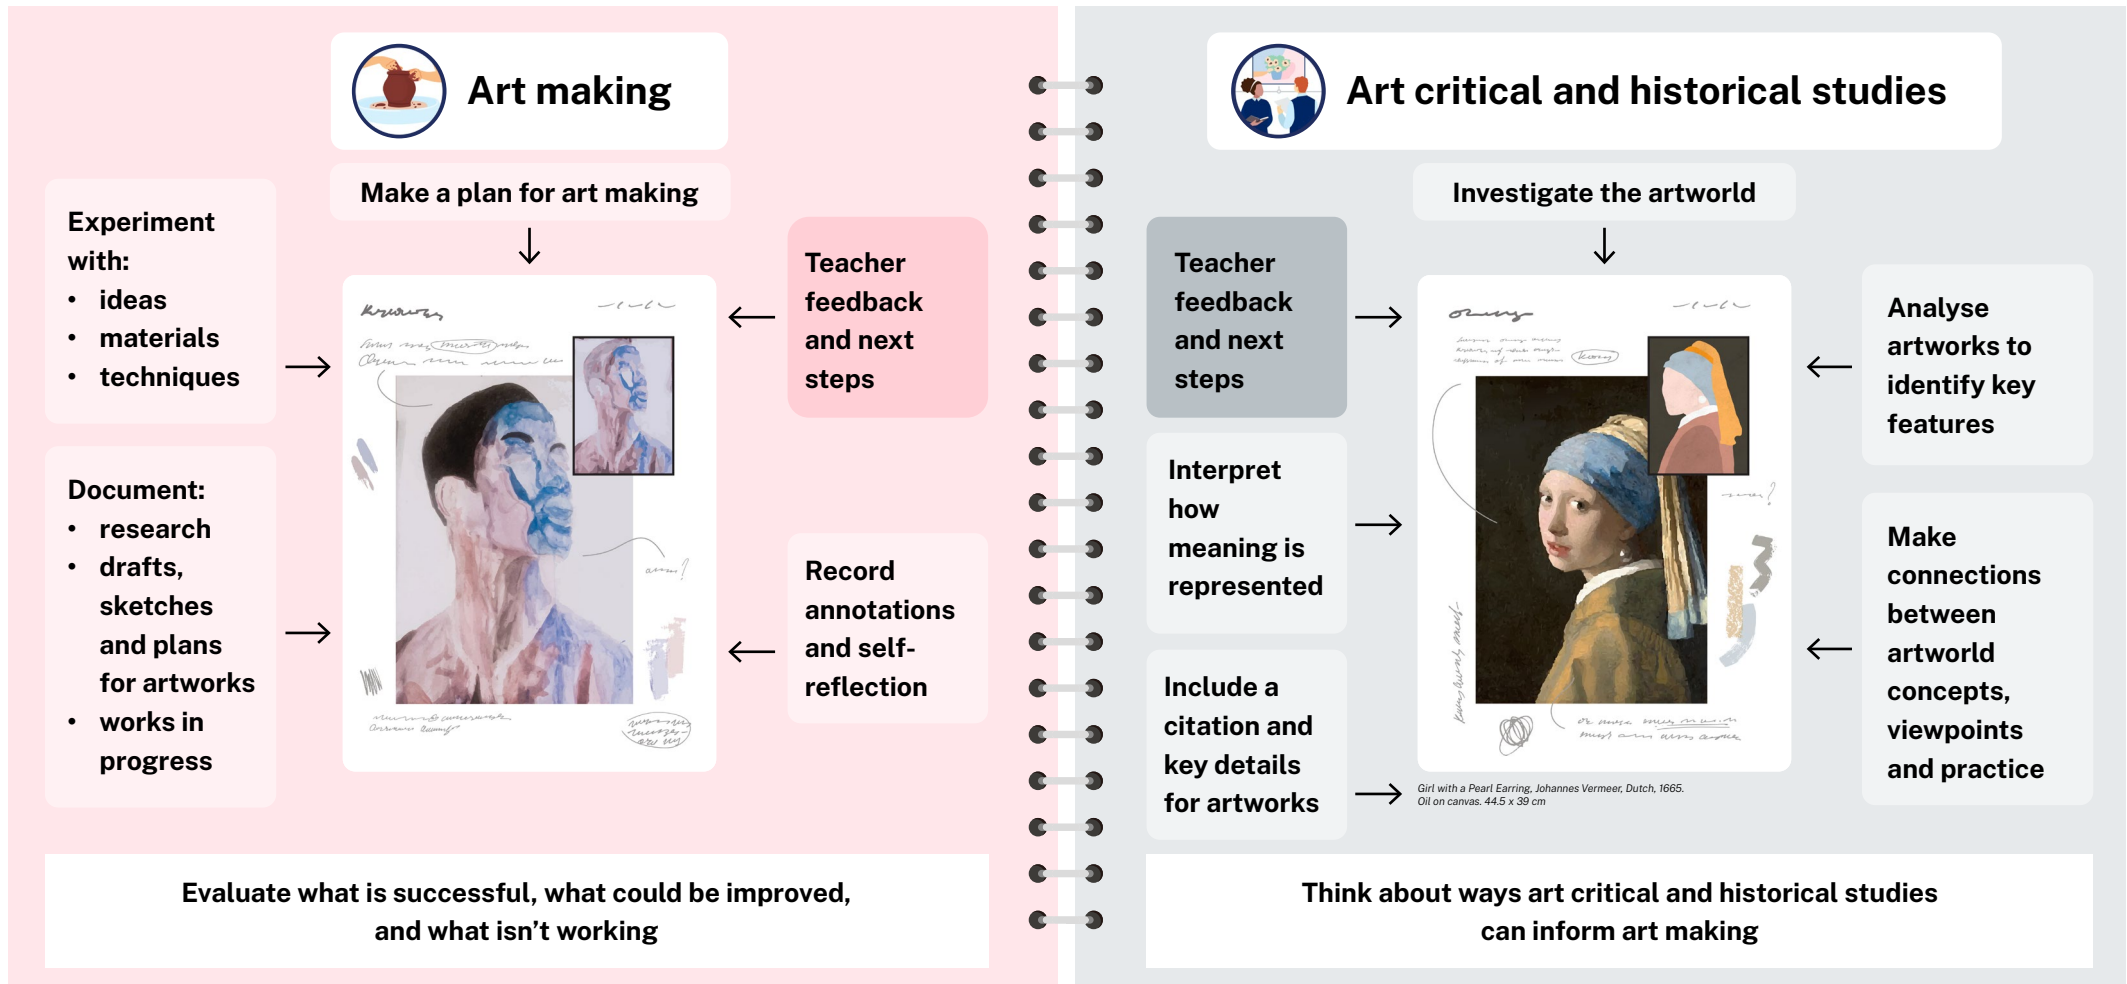 Art making
Make a plan for art making
Experiment
with:
• ideas
• materials
• techniques
Document:
• research
• drafts,
sketches
and plans
for artworks
• works in
progress
Teacher
feedback
and next
steps
Record
annotations
and self-
reflection
Evaluate what is successful, what could be improved,
and what isn’t working
Art critical and historical studies
Investigate the artworld
Teacher
feedback
and next
steps
Interpret
how
meaning is
represented
Include a
citation and
key details
for artworks
Girl with a Pearl Earring, Johannes Vermeer, Dutch, 1665.
Oil on canvas. 44.5 x 39 cm
Analyse
artworks to
identify key
features
Make
connections
between
artworld
concepts,
viewpoints
and practice
Think about ways art critical and historical studies
can inform art making